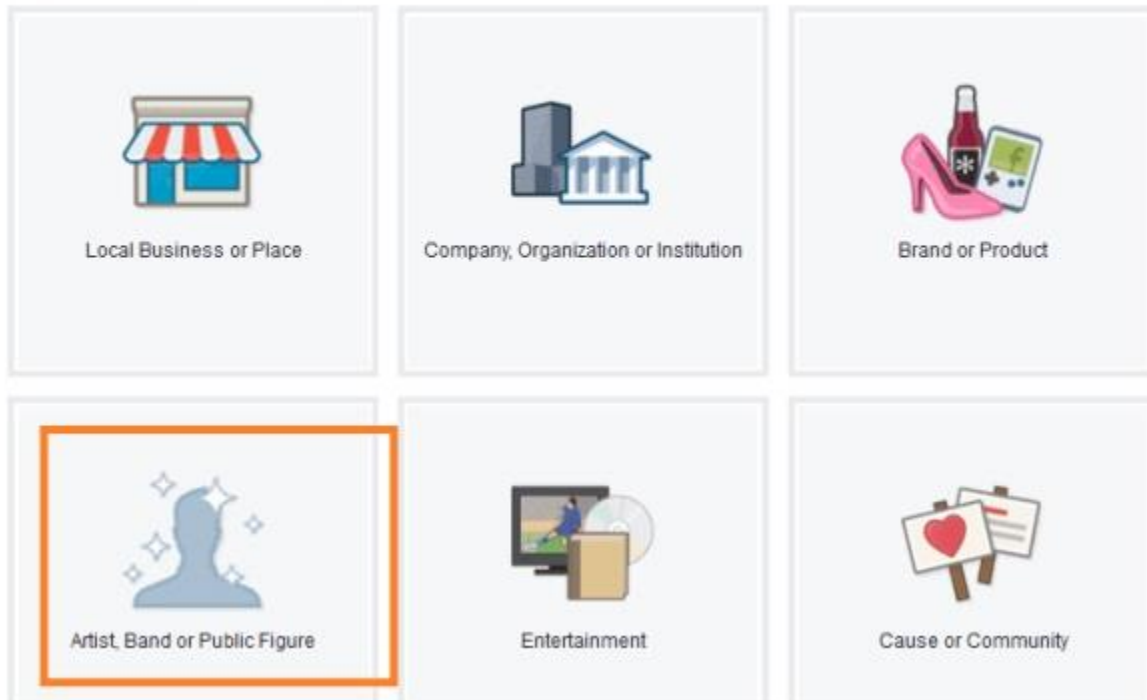 Local Business or Place
Company, Organization or Institution
Brand or Product
Artist, Band or Public Figure
Entertainment
Cause or Community